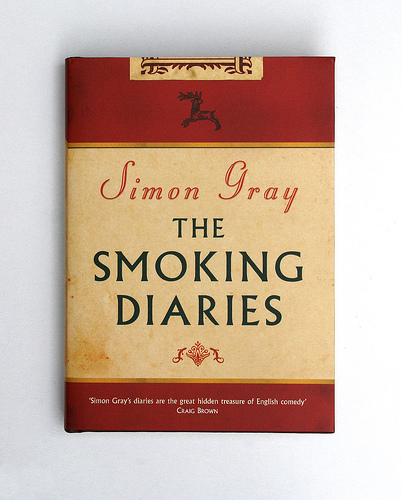 Simon Gray
THE
SMOKING
DIARIES
'Simon Gray's diaries are the great hidden treasure of English comedy'
CRAIG BROWN